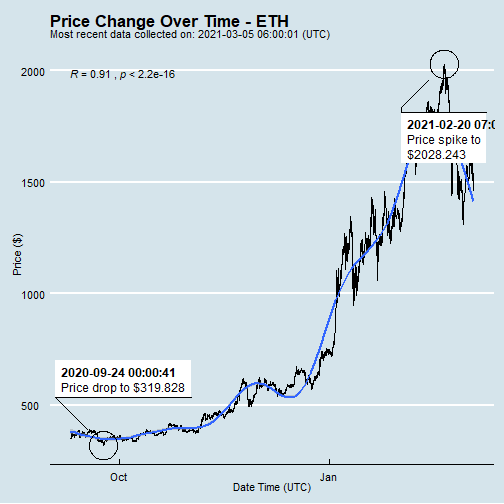 Price Change Over Time - ETH
Most recent data collected on: 2021-03-05 06:00:01 (UTC)
R = 0.91 , p < 2.2e-16
2000
1500
1000
500
Price ($)
2021-02-20 07:0
Price spike to
$2028.243
2020-09-24 00:00:41
Price drop to $319.828
Oct
Jan
Date Time (UTC)